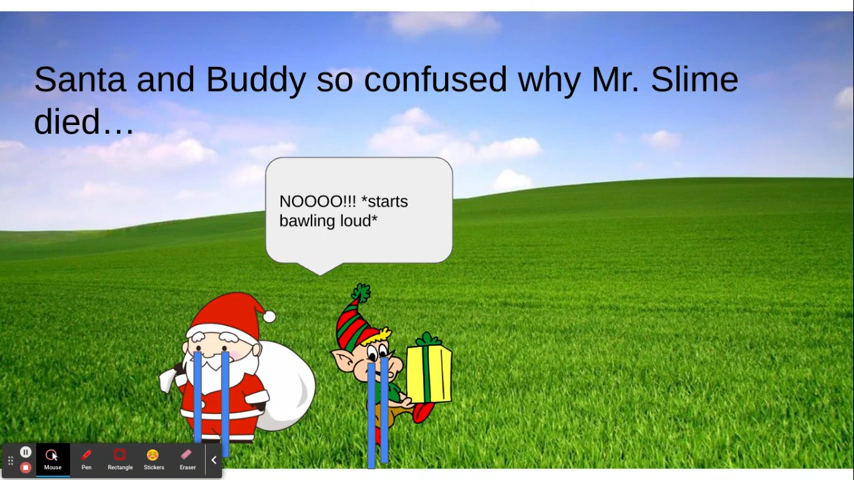 Santa and Buddy so confused why Mr. Slime
died…
NOOOO!!! *starts
bawling loud*
Mouse
Pen
Rectangle
Stickers
Eraser